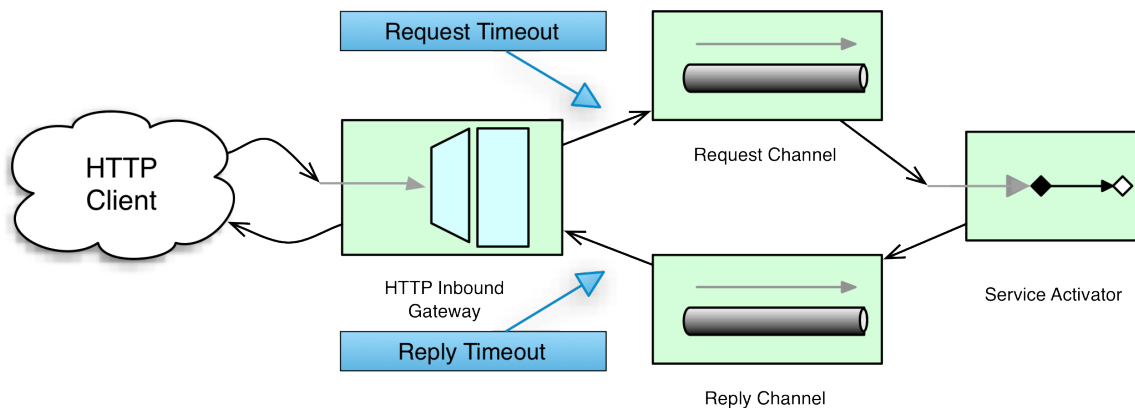 Request Timeout
HTTP
Client
Request Channel
HTTP Inbound
Gateway
Service Activator
Reply Timeout
Reply Channel